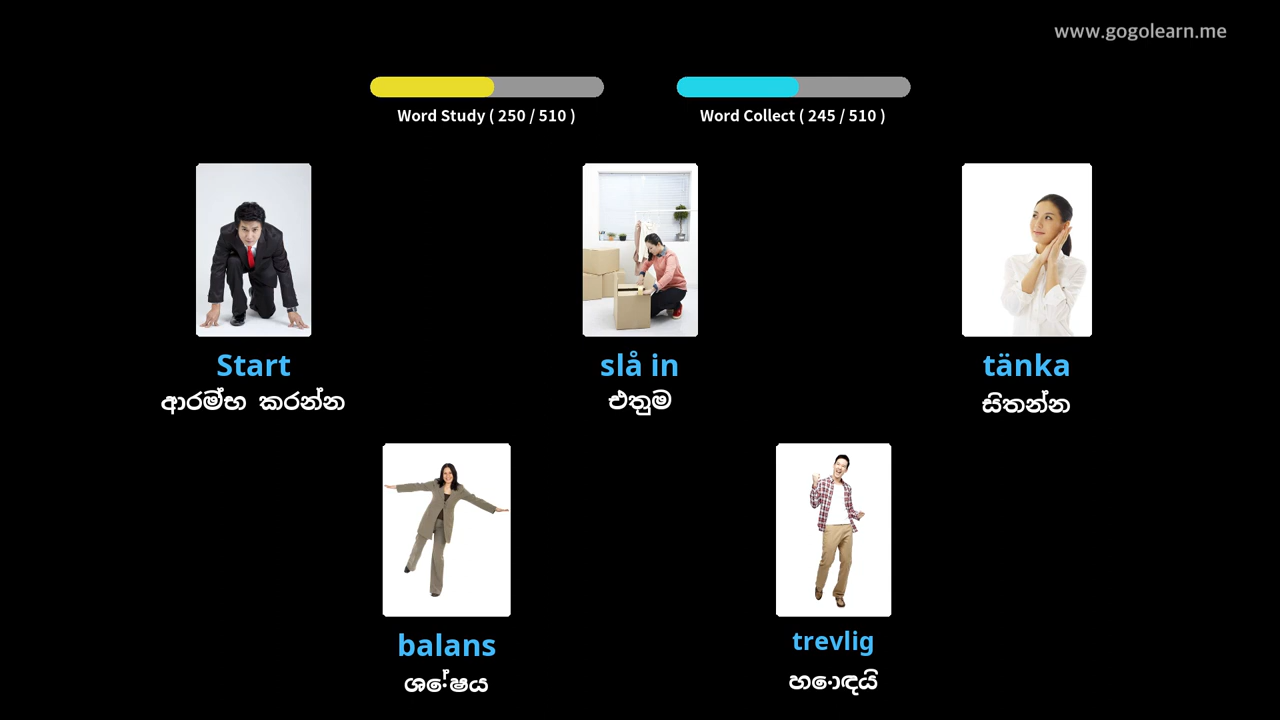 www.gogolearn.me
Word Study ( 250 / 510 )
Word Collect ( 245 / 510 )
Start
ආරම්භ කරන්න
slå in
එතුම
tänka
සිතන්න
balans
ශේෂය
trevlig
හොඳයි